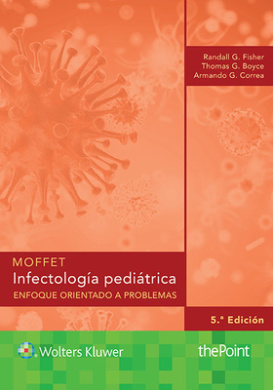 Randall G. Fisher
Thomas G. Boyce
Armando G. Correa
MOFFET
Infectología pediátrica
ENFOQUE ORIENTADO A PROBLEMAS
5.ª Edición
Wolters Kluwer
thePoint